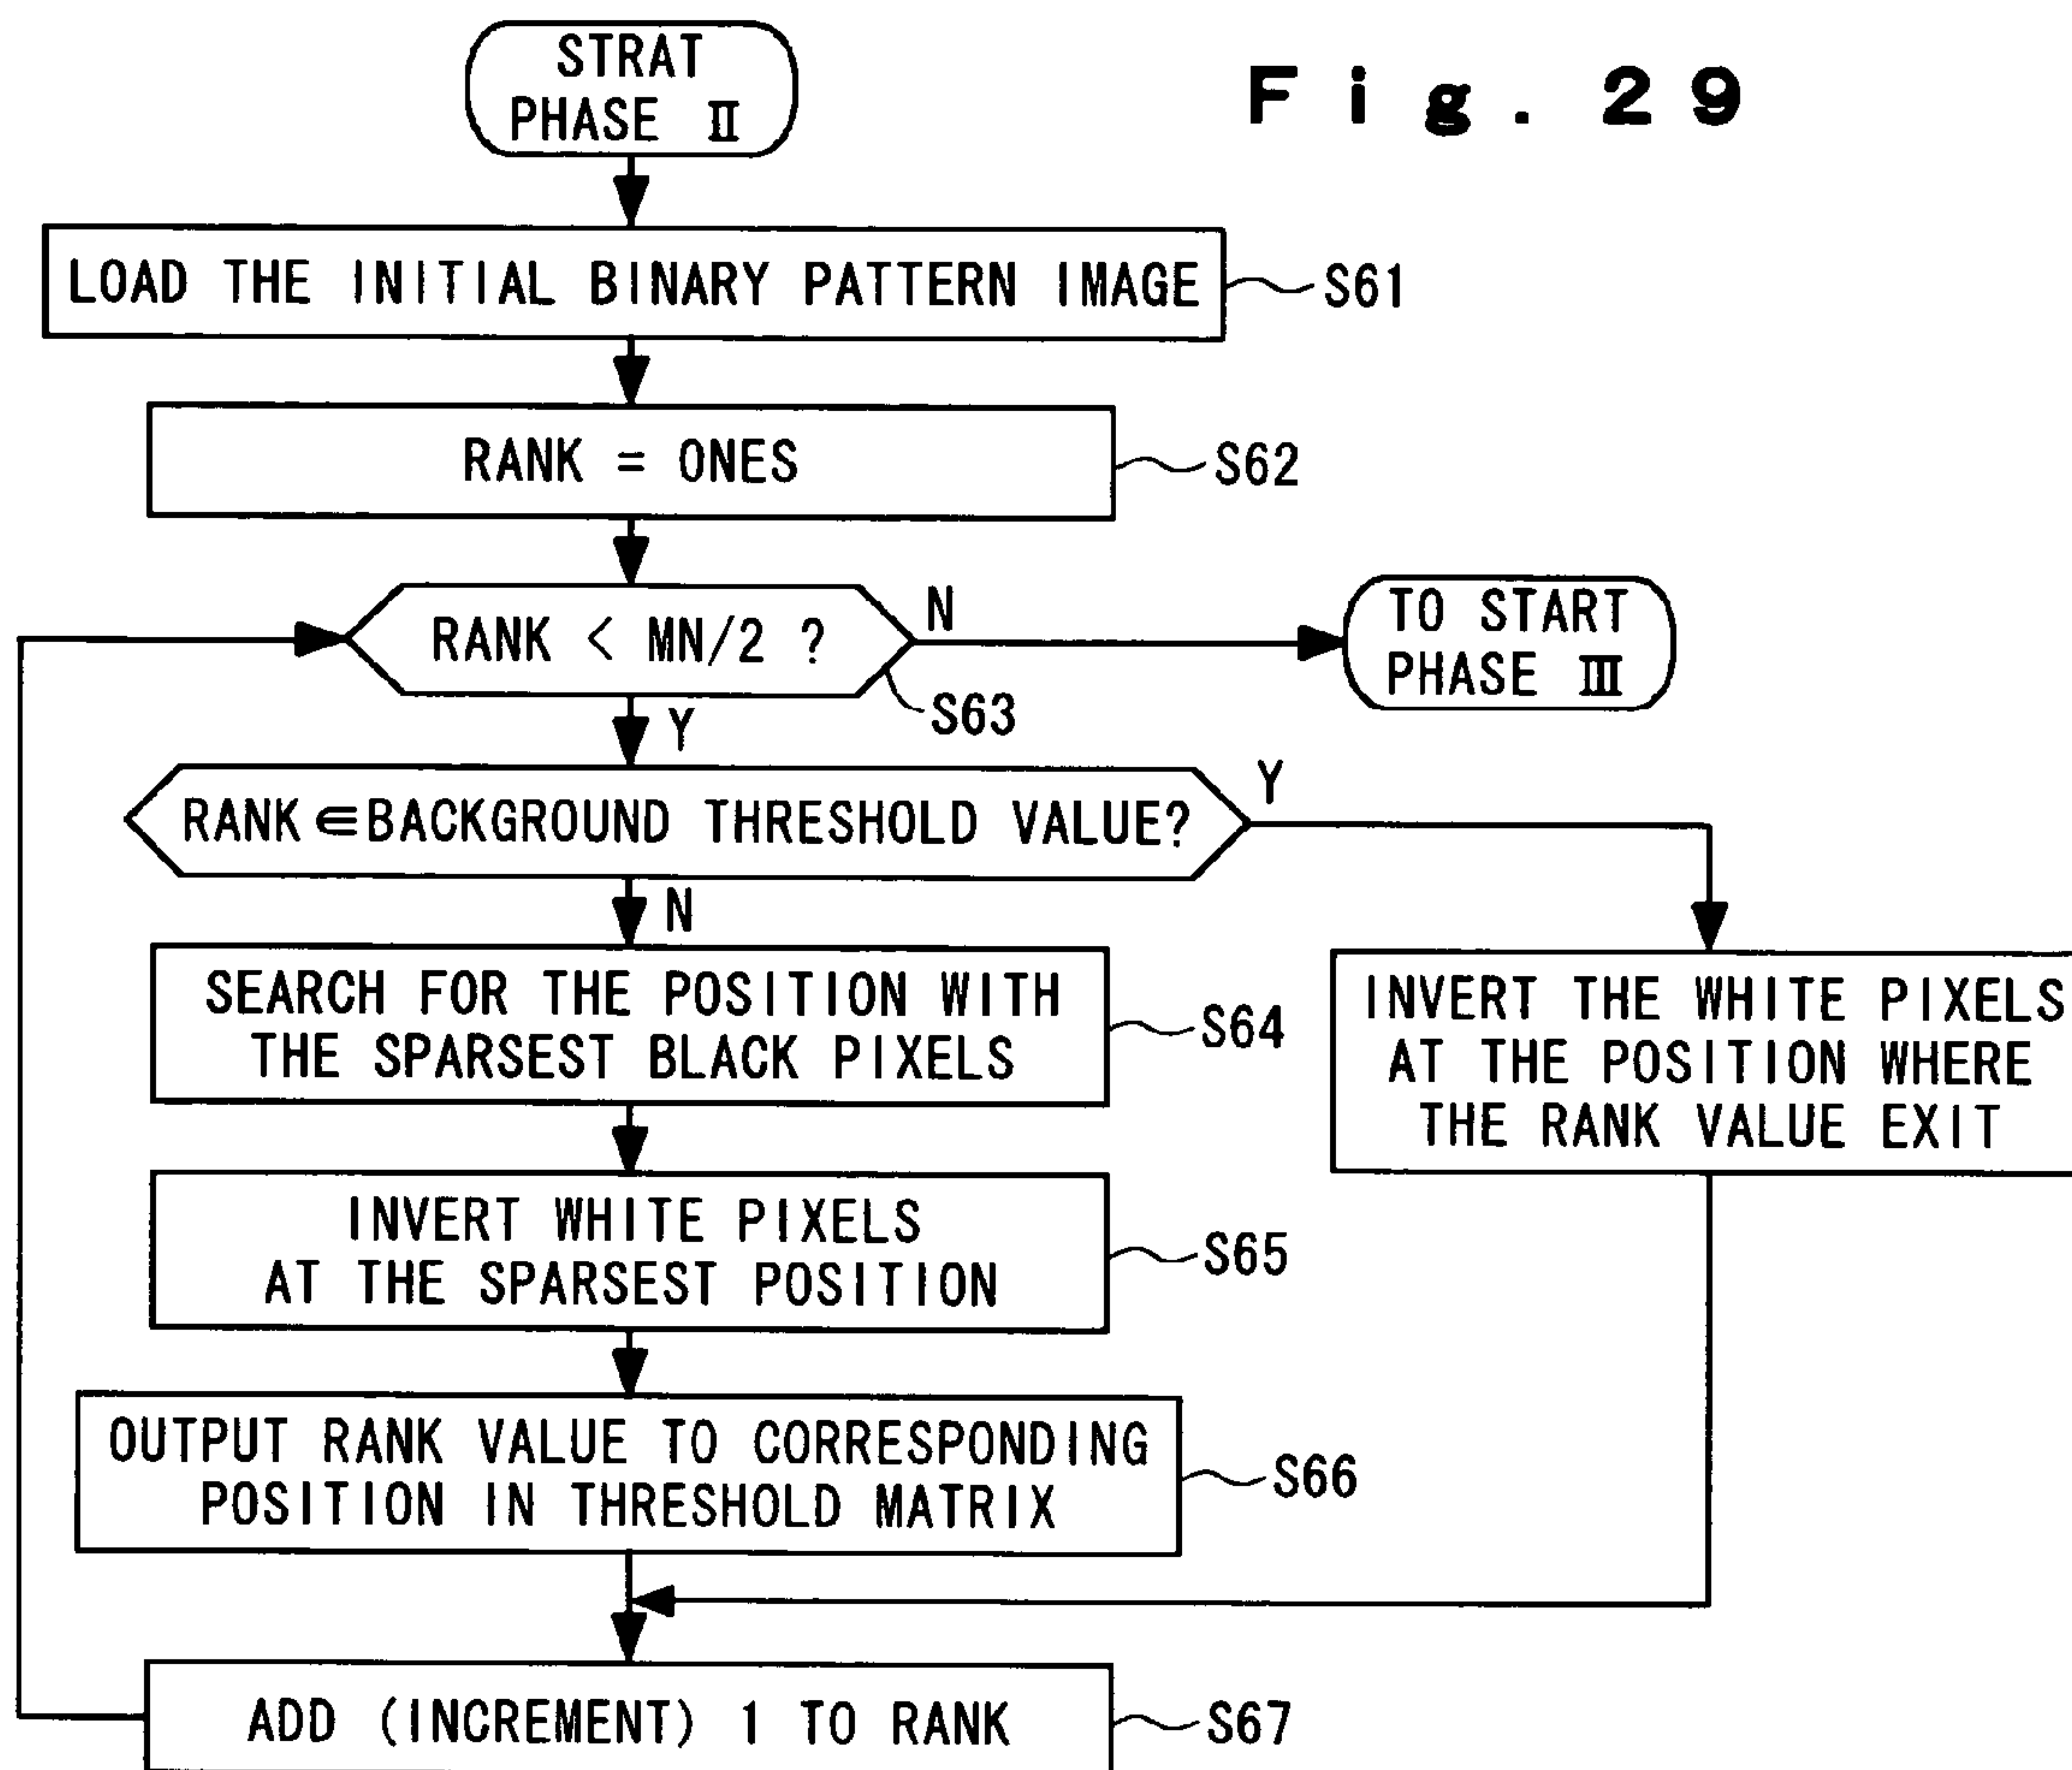 STRAT
PHASE Ⅱ
Fig. 29
LOAD THE INITIAL BINARY PATTERN IMAGE
S61
RANK = ONES
S62
RANK < MN/2 ?
N
S63
Y
TO START
PHASE Ⅲ
RANK∈BACKGROUND THRESHOLD VALUE?
Y
N
SEARCH FOR THE POSITION WITH
THE SPARSEST BLACK PIXELS
S64
INVERT THE WHITE PIXELS
AT THE POSITION WHERE
THE RANK VALUE EXIT
INVERT WHITE PIXELS
AT THE SPARSEST POSITION
S65
OUTPUT RANK VALUE TO CORRESPONDING
POSITION IN THRESHOLD MATRIX
S66
ADD (INCREMENT) 1 TO RANK
S67